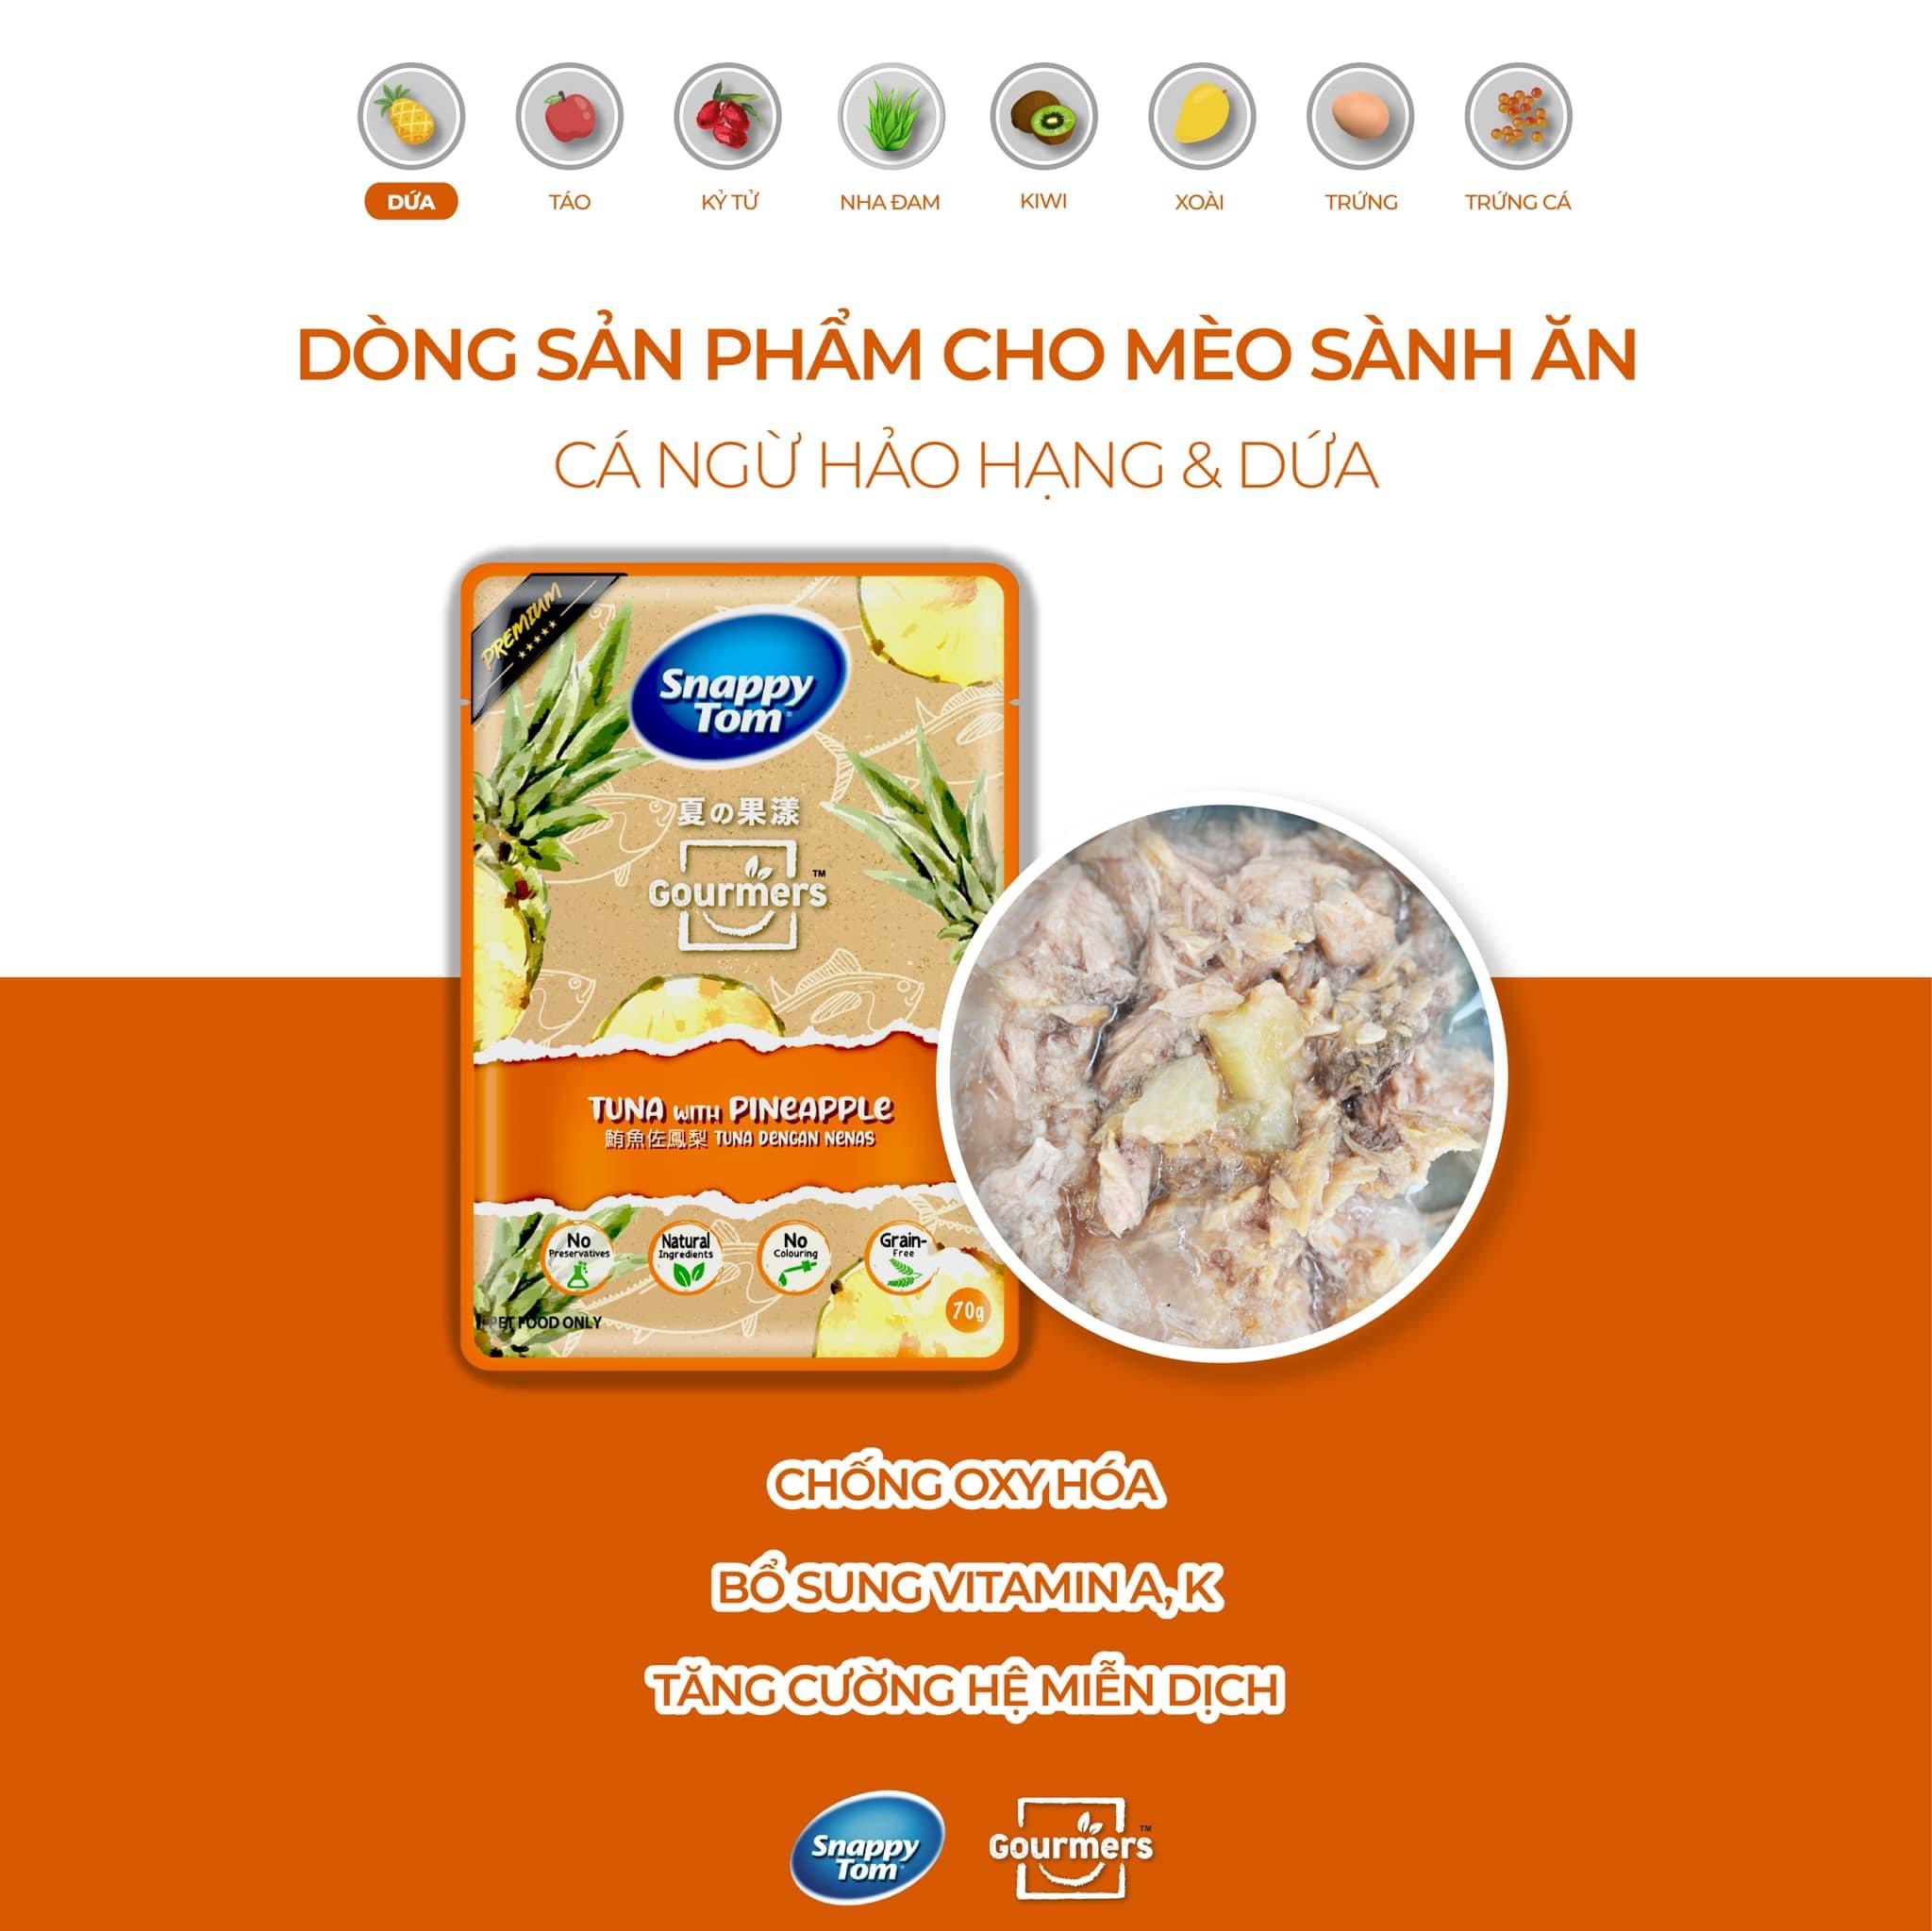 DỨA
TÁO
KỶ TỬ
NHA ĐAM
KIWI
XOÀI
TRỨNG
TRỨNG CÁ
DÒNG SẢN PHẨM CHO MÈO SÀNH ĂN
CÁ NGỪ HẢO HẠNG & DỨA
PREMIUM
Snappy
Tom
夏の果漾
Gourmers™
TUNA WITH PINEAPPLE
鮪魚佐鳳梨 TUNA DENGAN NENAS
No
Preservatives
Natural
Ingredients
No
Colouring
Grain-
Free
70g
PET FOOD ONLY
CHỐNG OXY HÓA
BỔ SUNG VITAMIN A, K
TĂNG CƯỜNG HỆ MIỄN DỊCH
Snappy
Tom
Gourmers™